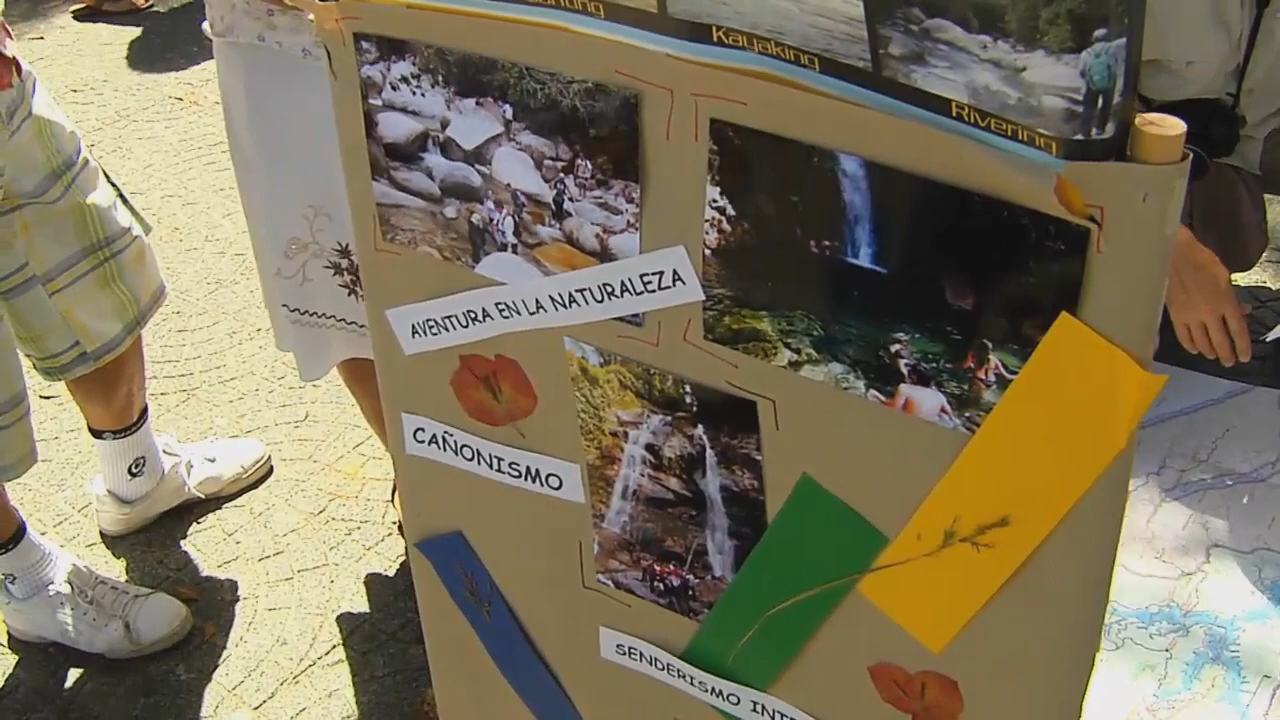 Kayaking
Rivering
AVENTURA EN LA NATURALEZA
CAÑONISMO
SENDERISMO